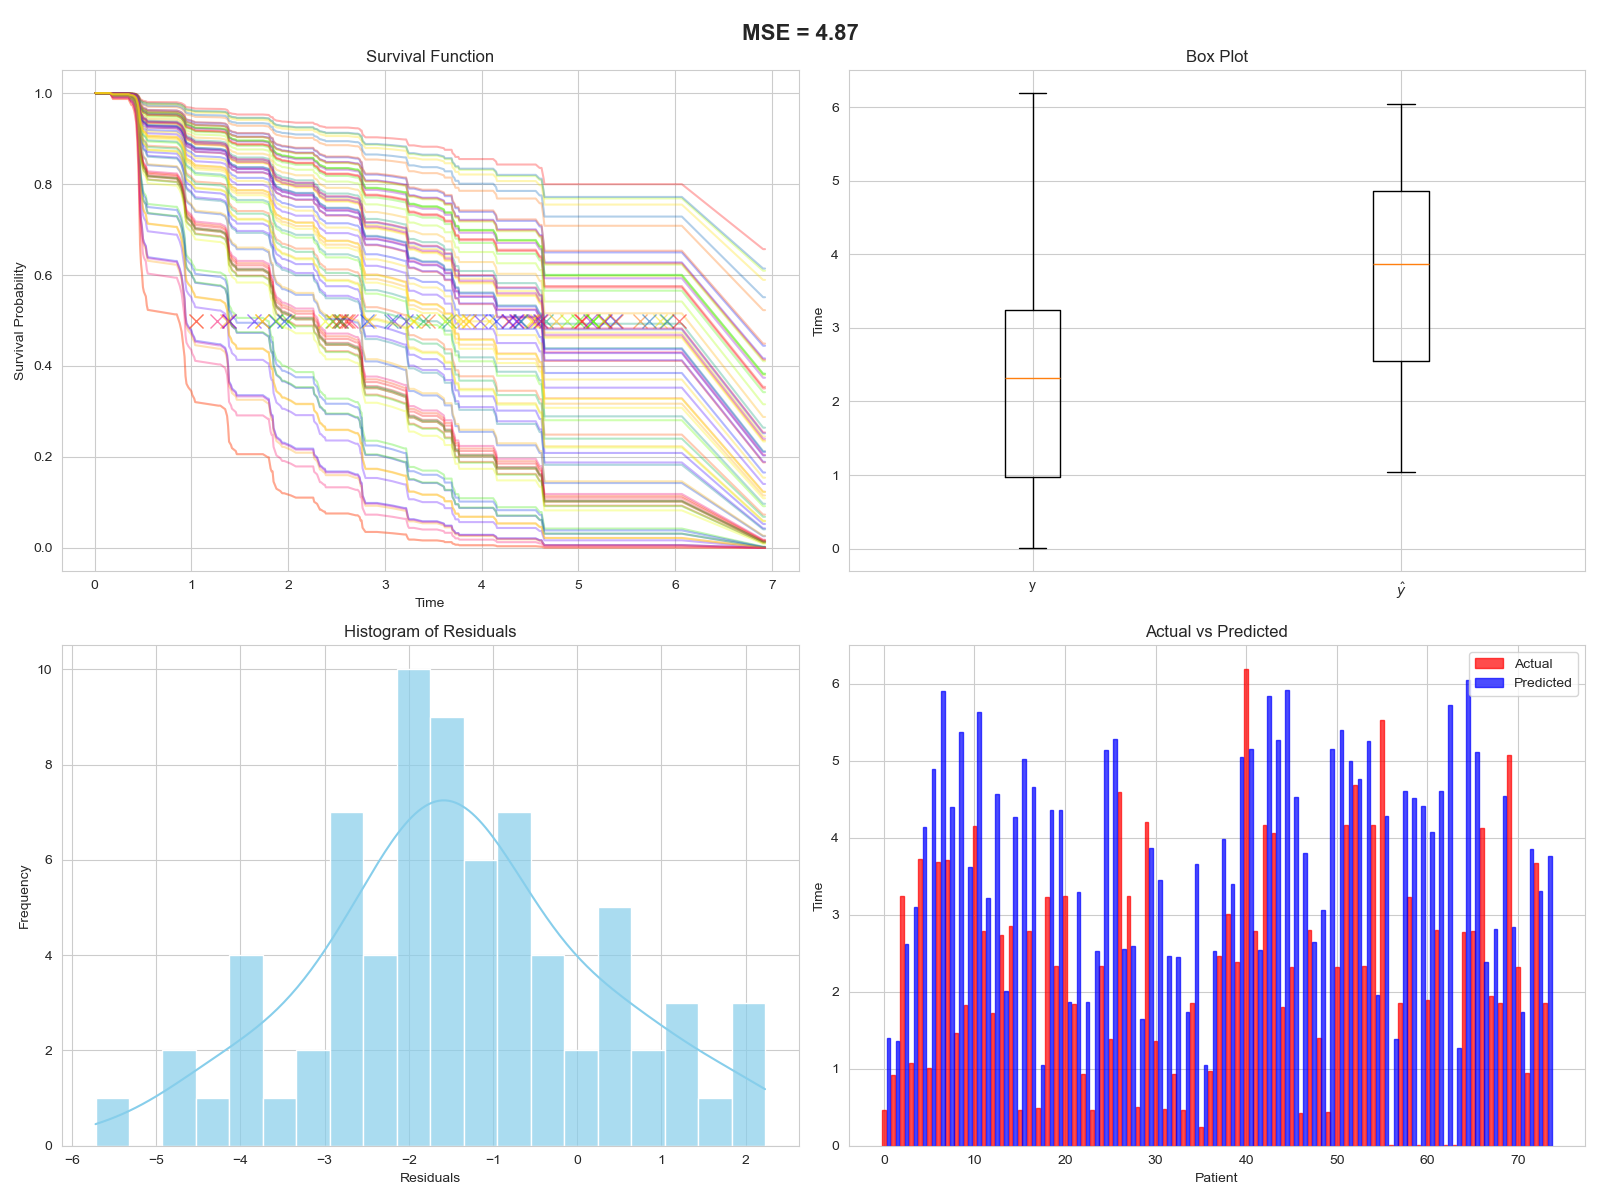 MSE = 4.87
Survival Function
Survival Probability
1.0
0.8
0.6
0.4
0.2
0.0
0 1 2 3 4 5 6 7
Time
Box Plot
Time
6
5
4
3
2
1
0
y ŷ
Histogram of Residuals
Frequency
10
8
6
4
2
0
−6 −5 −4 −3 −2 −1 0 1 2
Residuals
Actual vs Predicted
Actual
Predicted
Time
6
5
4
3
2
1
0
0 10 20 30 40 50 60 70
Patient